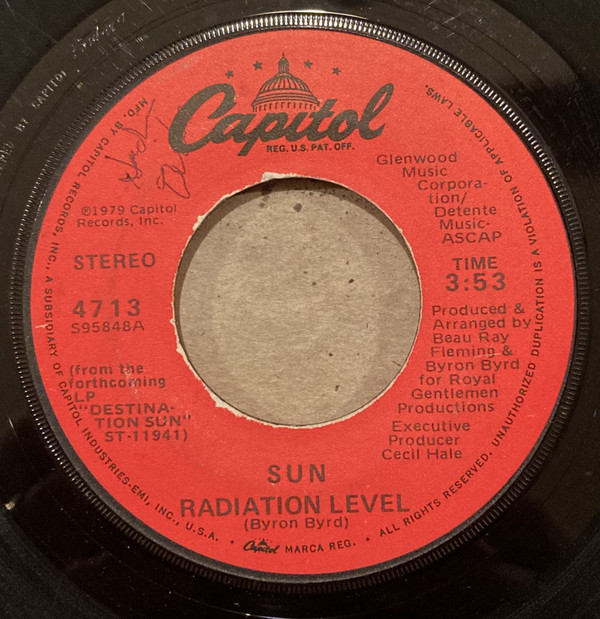 Capitol
REG. U.S. PAT. OFF.
MFD. BY CAPITOL RECORDS, INC., A SUBSIDIARY OF CAPITOL INDUSTRIES-EMI, INC., U.S.A. • Capitol MARCA REG. • ALL RIGHTS RESERVED. UNAUTHORIZED DUPLICATION IS A VIOLATION OF APPLICABLE LAWS.
℗1979 Capitol
Records, Inc.
STEREO
4713
S95848A
(from the
forthcoming
LP
"DESTINA-
TION SUN"
ST-11941)
Glenwood
Music
Corpora-
tion/
Detente
Music-
ASCAP
TIME
3:53
Produced &
Arranged by
Beau Ray
Fleming &
Byron Byrd
for Royal
Gentlemen
Productions
Executive
Producer
Cecil Hale
SUN
RADIATION LEVEL
(Byron Byrd)